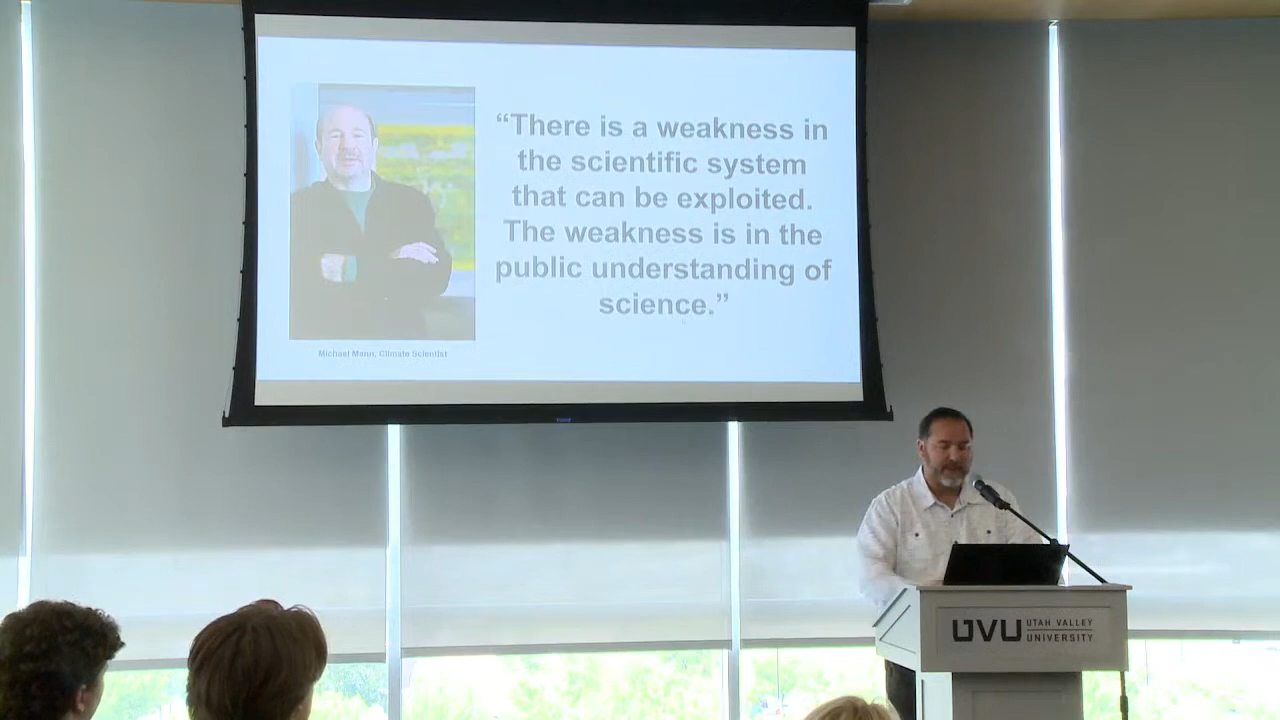 “There is a weakness in
the scientific system
that can be exploited.
The weakness is in the
public understanding of
science.”
Michael Mann, Climate Scientist
UVU UTAH VALLEY
UNIVERSITY